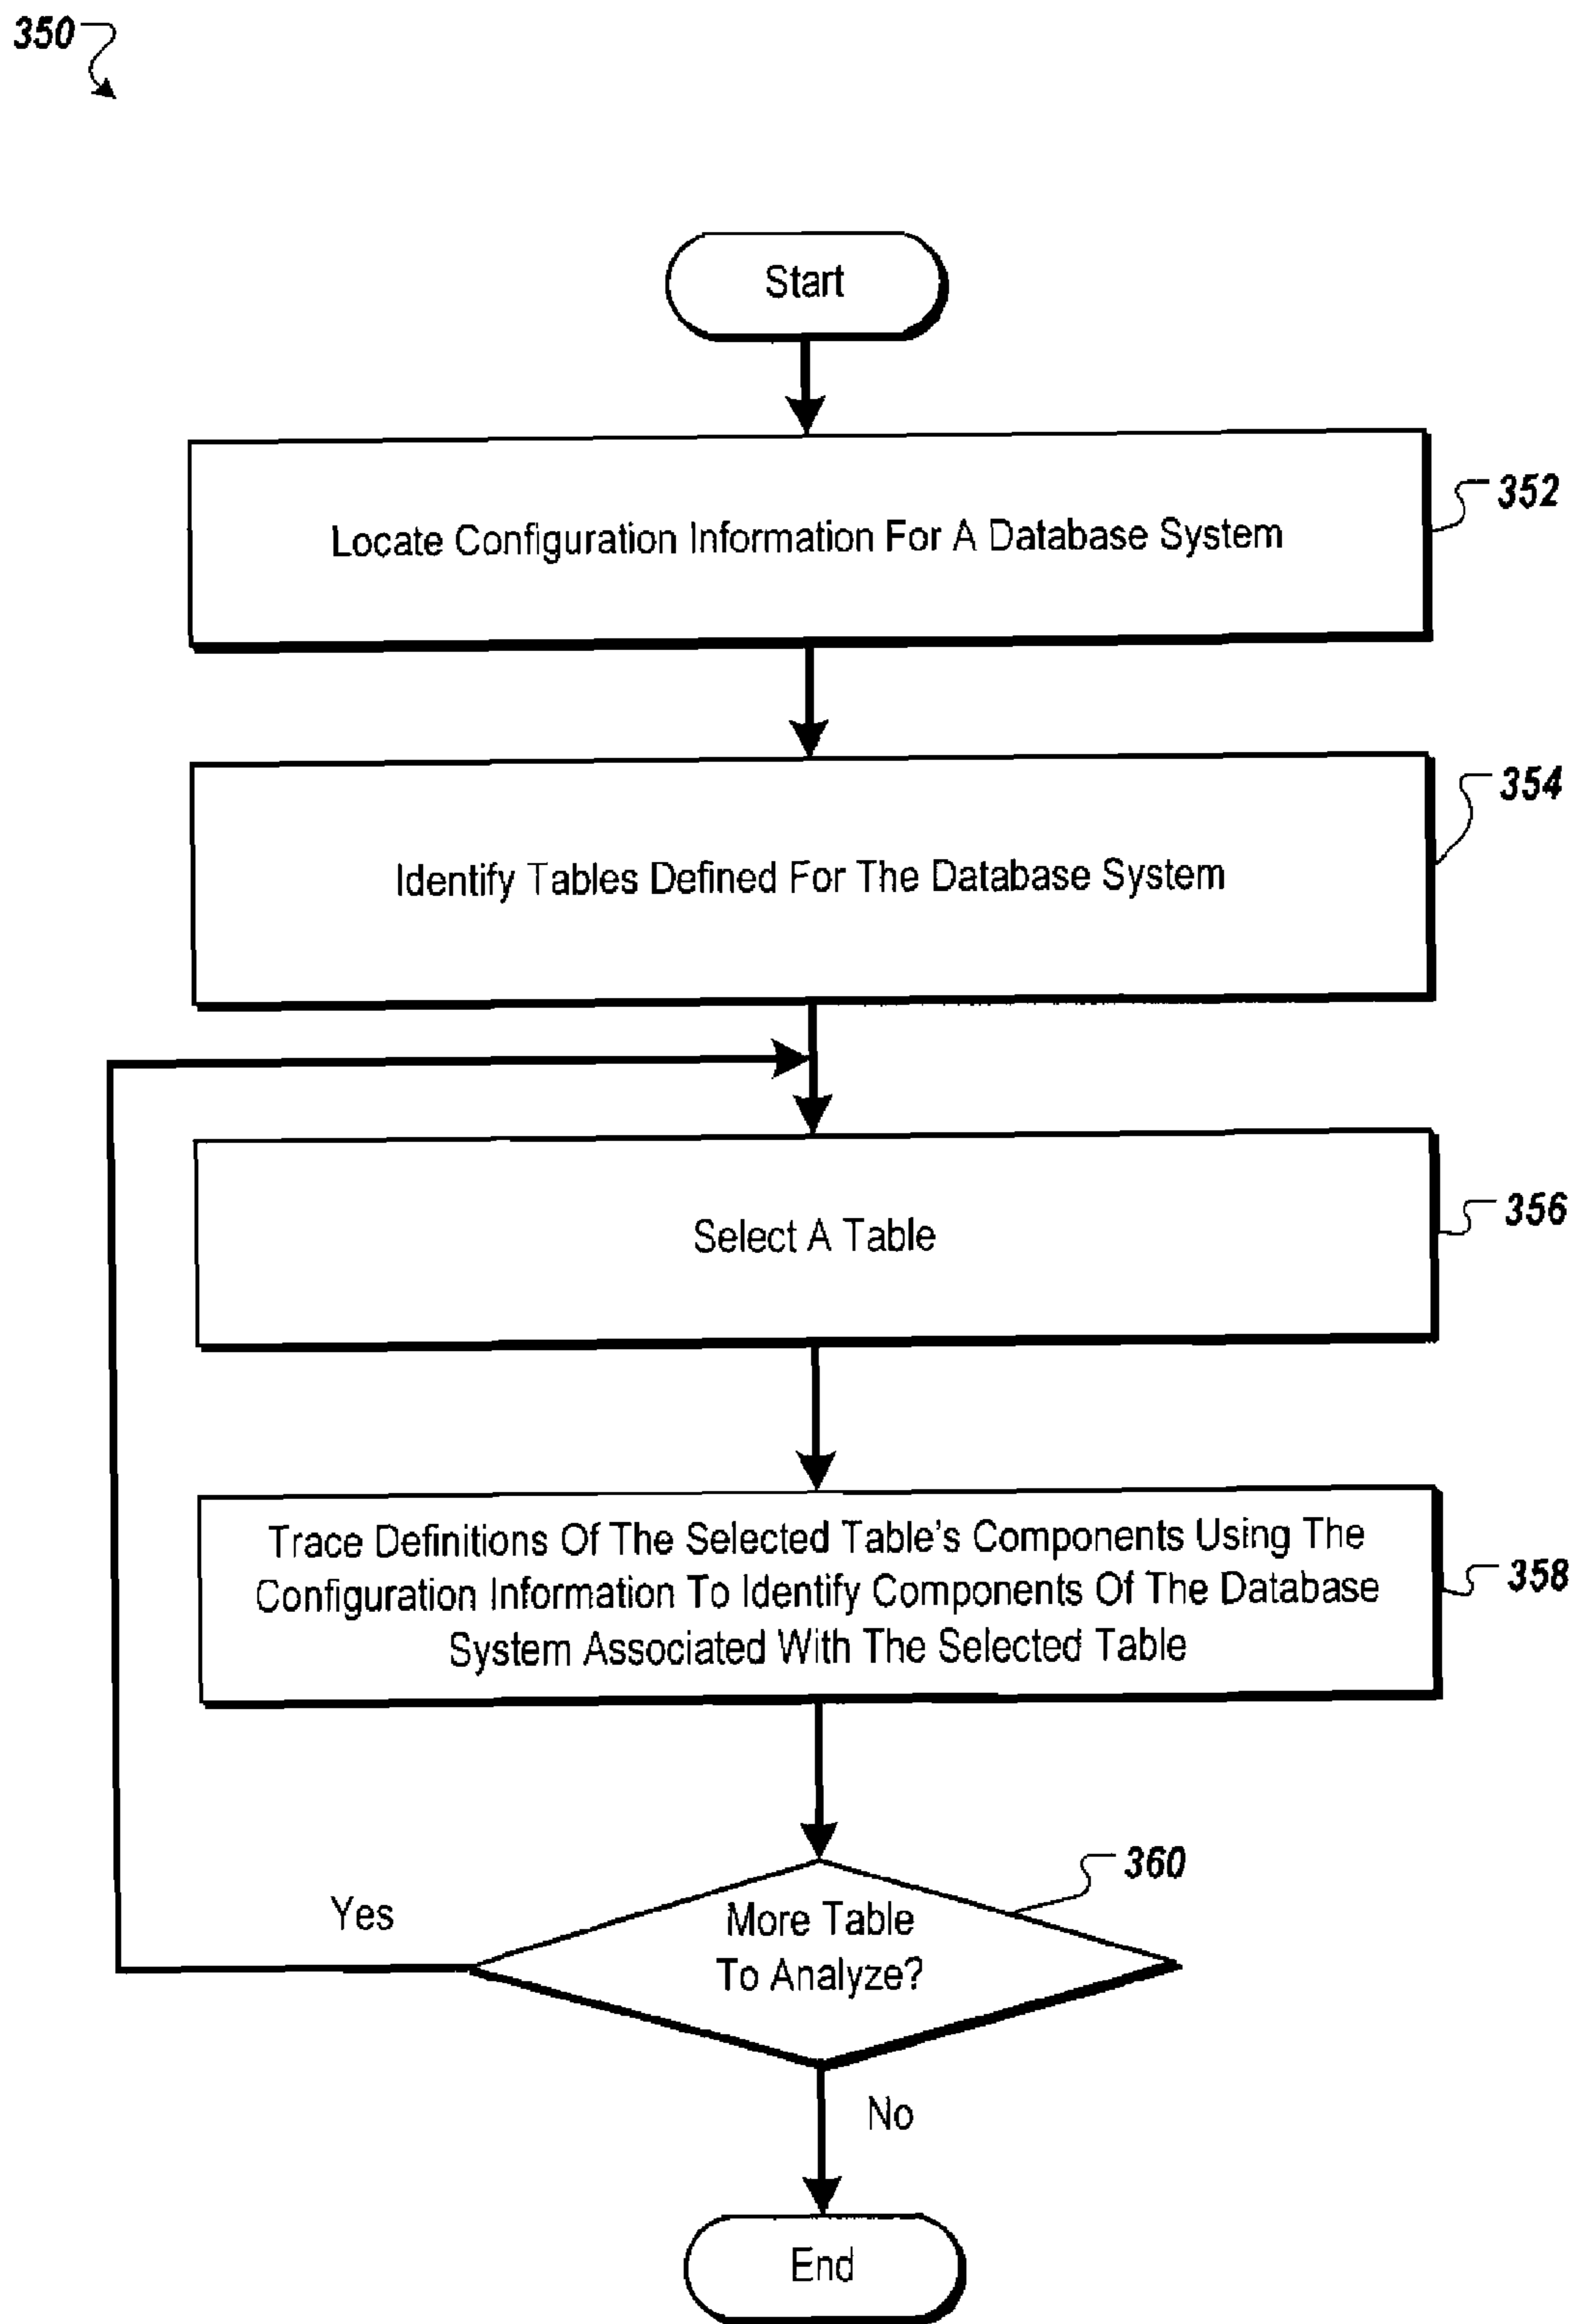 350
Start
Locate Configuration Information For A Database System
352
Identify Tables Defined For The Database System
354
Select A Table
356
Trace Definitions Of The Selected Table's Components Using The
Configuration Information To Identify Components Of The Database
System Associated With The Selected Table
358
360
More Table
To Analyze?
Yes
No
End